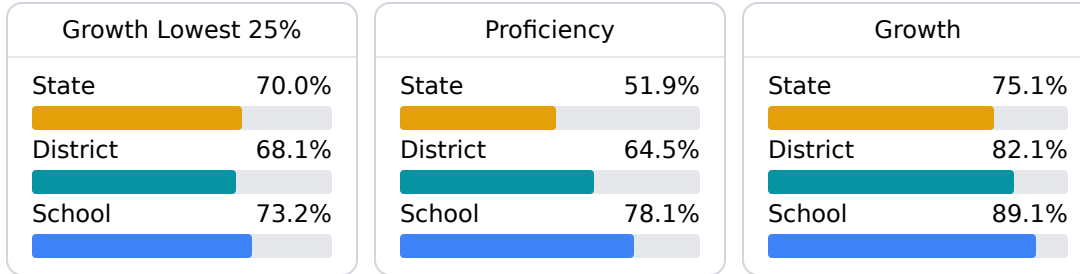 Growth Lowest 25%
State 70.0%
District 68.1%
School 73.2%
Proficiency
State 51.9%
District 64.5%
School 78.1%
Growth
State 75.1%
District 82.1%
School 89.1%